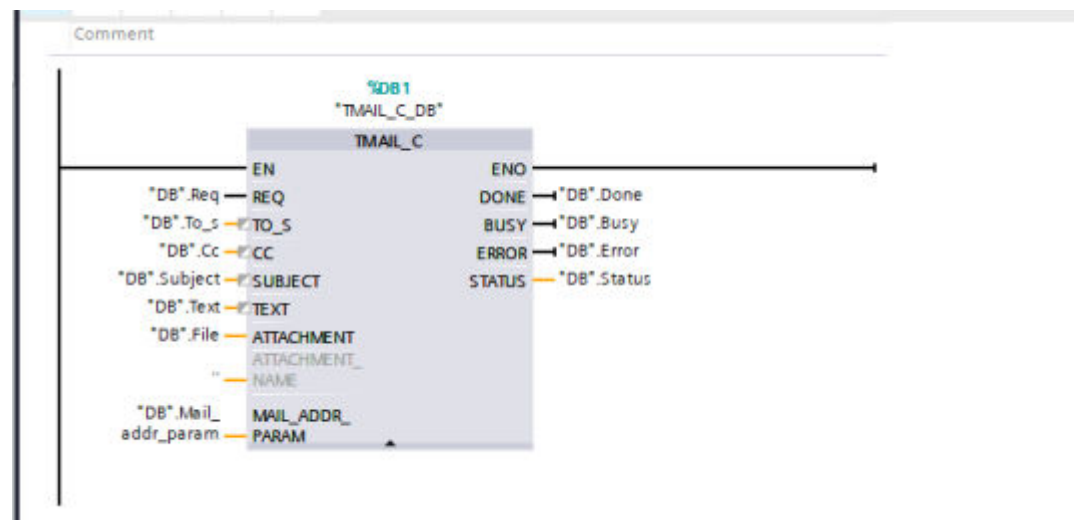 Comment
%DB1
"TMAIL_C_DB"
TMAIL_C
EN ENO
"DB".Req REQ DONE "DB".Done
"DB".To_s TO_S BUSY "DB".Busy
"DB".Cc CC ERROR "DB".Error
"DB".Subject SUBJECT STATUS "DB".Status
"DB".Text TEXT
"DB".File ATTACHMENT
ATTACHMENT_
'' NAME
"DB".Mail_ MAIL_ADDR_
addr_param PARAM